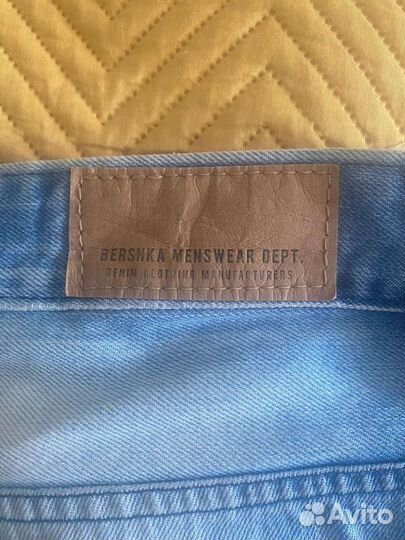 BERSHKA MENSWEAR DEPT.
DENIM CLOTHING MANUFACTURERS
Avito